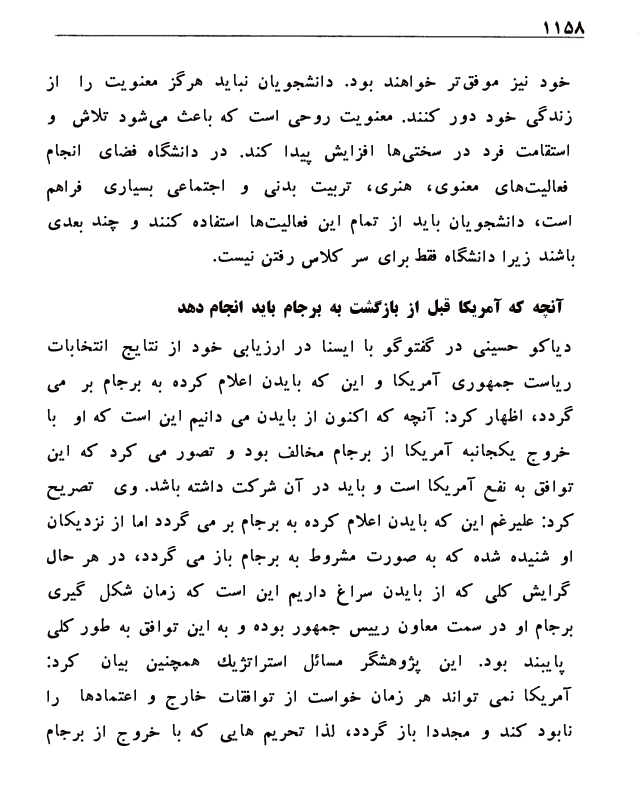 ۱۱۵۸
خود نیز موفق‌تر خواهند بود. دانشجویان نباید هرگز معنویت را از
زندگی خود دور کنند. معنویت روحی است که باعث می‌شود تلاش و
استقامت فرد در سختی‌ها افزایش پیدا کند. در دانشگاه فضای انجام
فعالیت‌های معنوی، هنری، تربیت بدنی و اجتماعی بسیاری فراهم
است، دانشجویان باید از تمام این فعالیت‌ها استفاده کنند و چند بعدی
باشند زیرا دانشگاه فقط برای سر کلاس رفتن نیست.
آنچه که آمریکا قبل از بازگشت به برجام باید انجام دهد
دیاکو حسینی در گفتوگو با ایسنا در ارزیابی خود از نتایج انتخابات
ریاست جمهوری آمریکا و این که بایدن اعلام کرده به برجام بر می
گردد، اظهار کرد: آنچه که اکنون از بایدن می دانیم این است که او با
خروج یکجانبه آمریکا از برجام مخالف بود و تصور می کرد که این
توافق به نفع آمریکا است و باید در آن شرکت داشته باشد. وی تصریح
کرد: علیرغم این که بایدن اعلام کرده به برجام بر می گردد اما از نزدیکان
او شنیده شده که به صورت مشروط به برجام باز می گردد، در هر حال
گرایش کلی که از بایدن سراغ داریم این است که زمان شکل گیری
برجام او در سمت معاون رییس جمهور بوده و به این توافق به طور کلی
پایبند بود. این پژوهشگر مسائل استراتژیك همچنین بیان کرد:
آمریکا نمی تواند هر زمان خواست از توافقات خارج و اعتمادها را
نابود کند و مجددا باز گردد، لذا تحریم هایی که با خروج از برجام